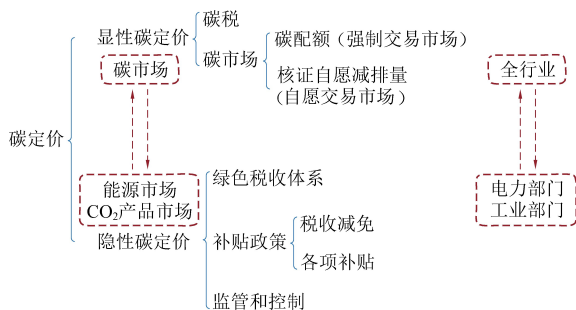 碳定价
显性碳定价
碳税
碳市场
碳配额（强制交易市场）
核证自愿减排量
(自愿交易市场）
碳市场
全行业
能源市场
CO₂产品市场
电力部门
工业部门
隐性碳定价
绿色税收体系
补贴政策
税收减免
各项补贴
监管和控制